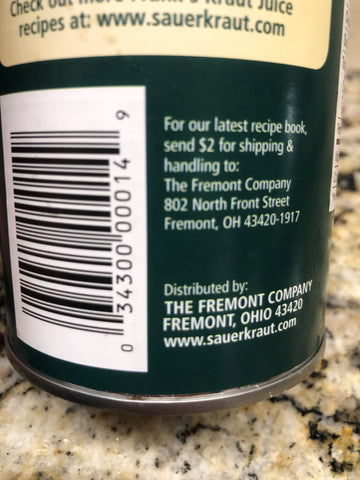 Check out more Frank's Kraut Juice
recipes at: www.sauerkraut.com
0 34300 00014 9
For our latest recipe book,
send $2 for shipping &
handling to:
The Fremont Company
802 North Front Street
Fremont, OH 43420-1917
Distributed by:
THE FREMONT COMPANY
FREMONT, OHIO 43420
www.sauerkraut.com